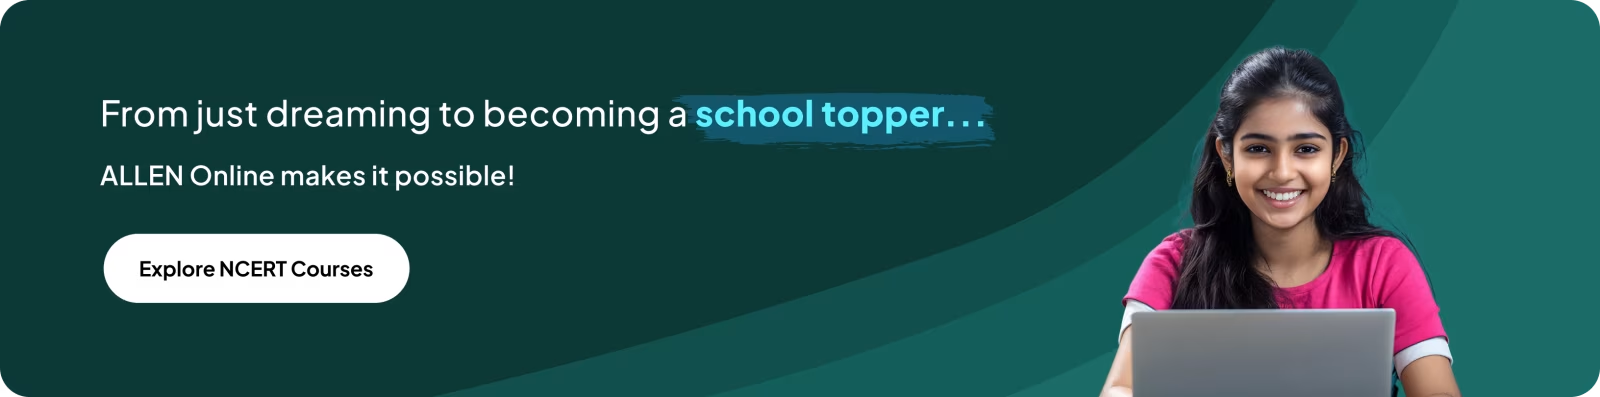 From just dreaming to becoming a school topper...
ALLEN Online makes it possible!
Explore NCERT Courses